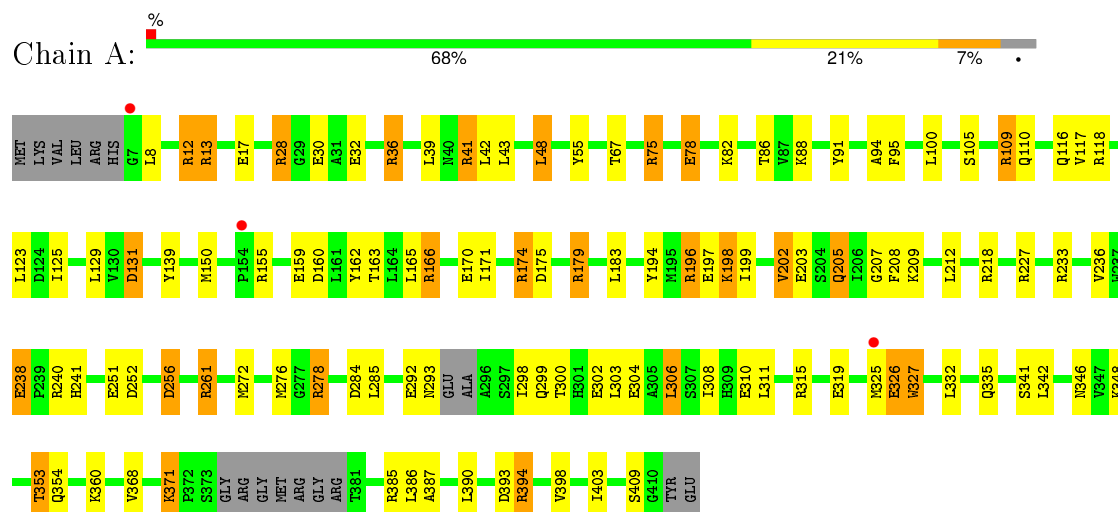 %
Chain A:
68% 21% 7% •
MET LYS VAL LEU ARG HIS G7 L8 R12 R13 E17 R28 G29 E30 A31 E32 R36 L39 N40 R41 L42 L43 L48 Y55 T67 R75 E78 K82 T86 V87 K88 Y91 A94 F95 L100 S105 R109 Q110 Q116 V117 R118
L123 D124 I125 L129 V130 D131 Y139 M150 P154 R155 E159 D160 L161 Y162 T163 L164 L165 R166 E170 I171 R174 D175 R179 L183 Y194 M195 R196 E197 K198 I199 V202 E203 S204 Q205 I206 G207 F208 K209 L212 R218 R227 R233 V236 W237
E238 P239 R240 H241 E251 D252 D256 R261 M272 M276 G277 R278 D284 L285 E292 N293 GLU ALA A296 S297 I298 Q299 T300 H301 E302 L303 E304 A305 L306 S307 I308 H309 E310 L311 R315 E319 M325 E326 W327 L332 Q335 S341 L342 N346 V347 K348
T353 Q354 K360 V368 K371 P372 S373 GLY ARG GLY MET ARG GLY ARG T381 R385 L386 A387 L390 D393 R394 V398 I403 S409 G410 TYR GLU